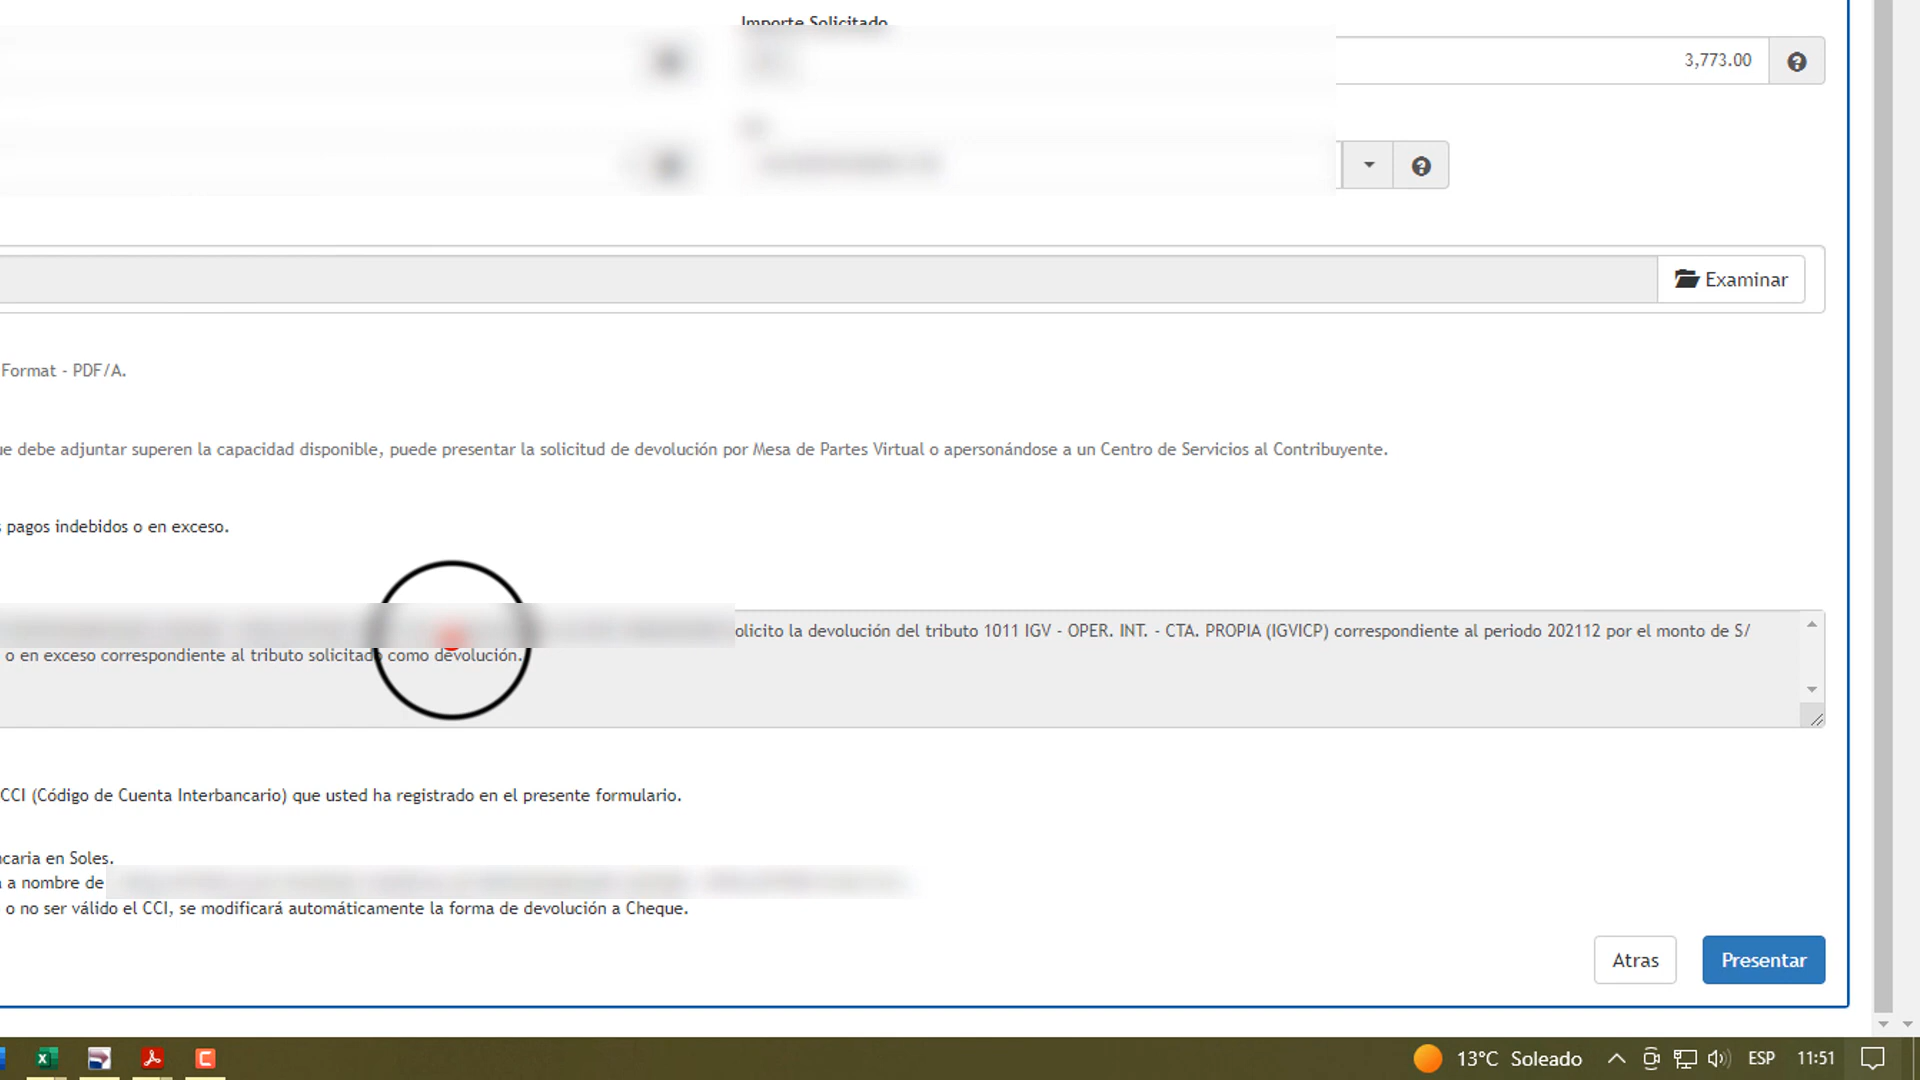 Importe Solicitado
3,773.00
Examinar
Format - PDF/A.
ue debe adjuntar superen la capacidad disponible, puede presentar la solicitud de devolución por Mesa de Partes Virtual o apersonándose a un Centro de Servicios al Contribuyente.
s pagos indebidos o en exceso.
olicito la devolución del tributo 1011 IGV - OPER. INT. - CTA. PROPIA (IGVICP) correspondiente al periodo 202112 por el monto de S/
o en exceso correspondiente al tributo solicitado como devolución.
CCI (Código de Cuenta Interbancario) que usted ha registrado en el presente formulario.
caria en Soles.
a nombre de
o no ser válido el CCI, se modificará automáticamente la forma de devolución a Cheque.
Atras
Presentar
13°C Soleado
ESP
11:51